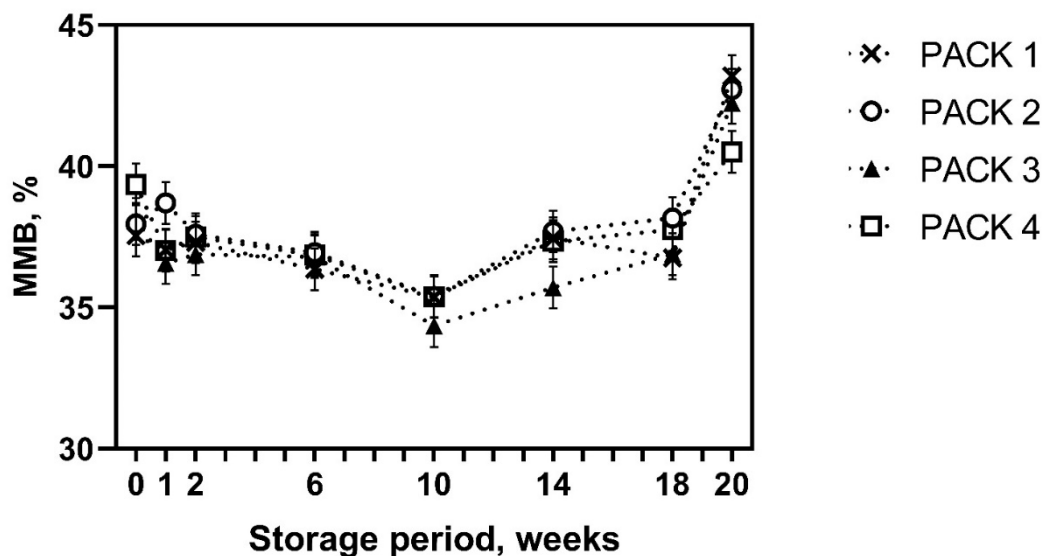 45
40
35
30
MMB, %
0 1 2 6 10 14 18 20
Storage period, weeks
PACK 1
PACK 2
PACK 3
PACK 4